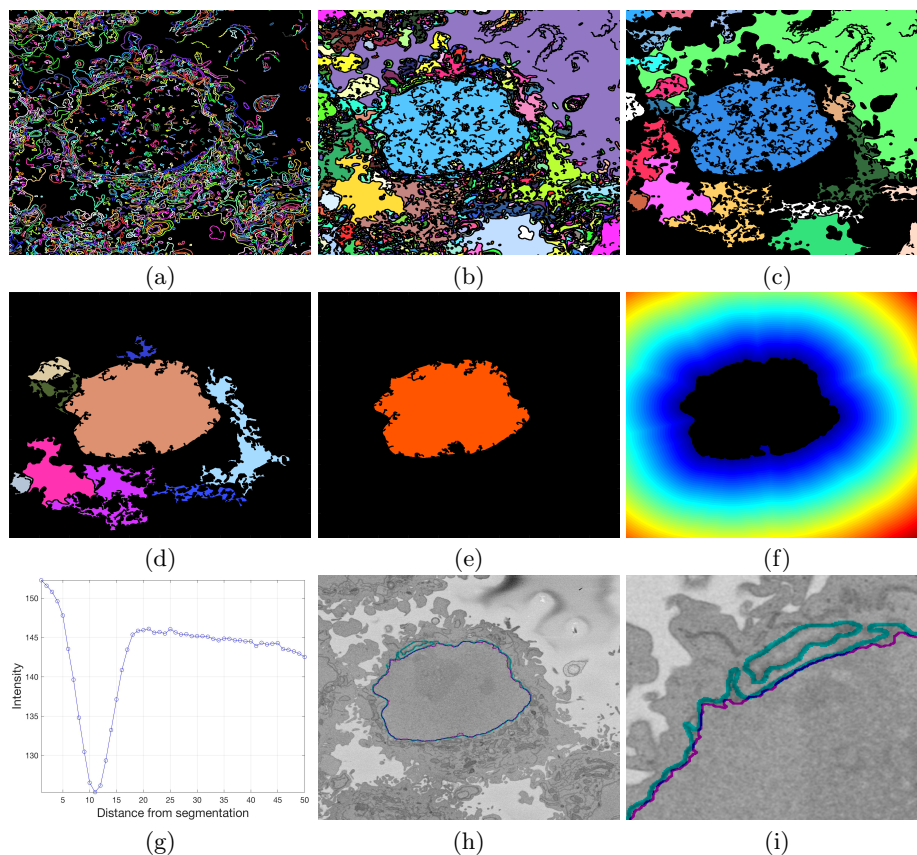 (a) (b) (c)
(d) (e) (f)
150
145
140
135
130
Intensity
5 10 15 20 25 30 35 40 45 50
Distance from segmentation
(g) (h) (i)